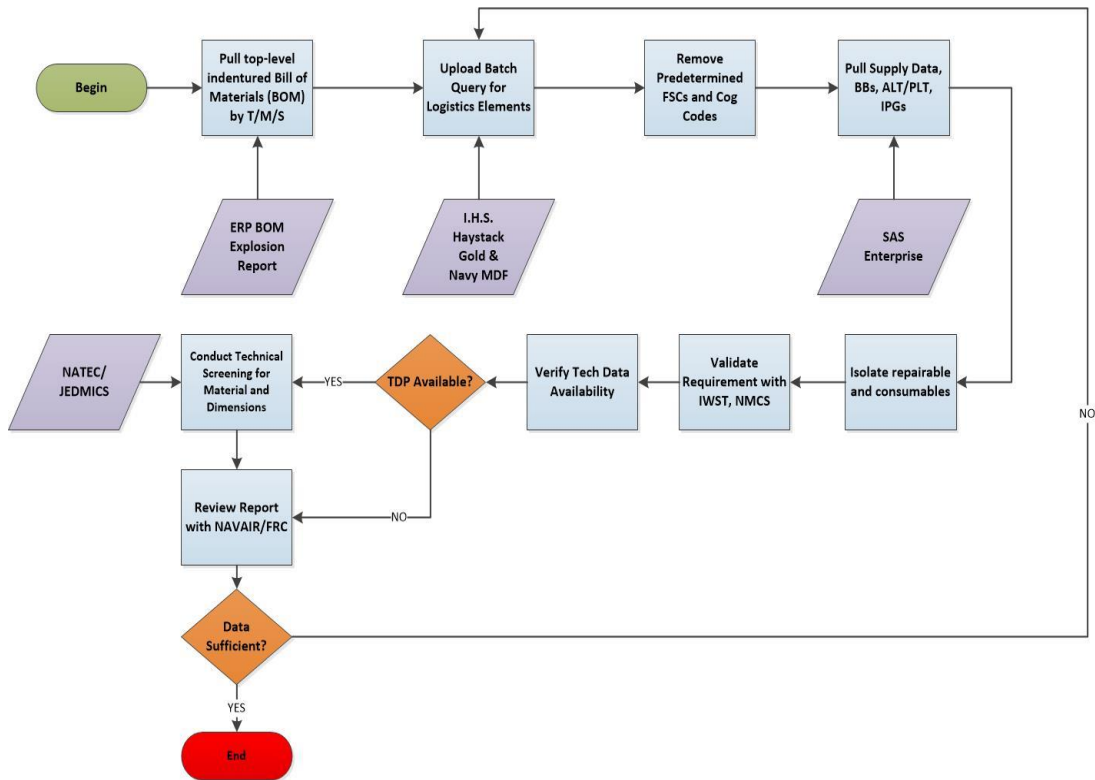 Begin
Pull top-level
indentured Bill of
Materials (BOM)
by T/M/S
Upload Batch
Query for
Logistics Elements
Remove
Predetermined
FSCs and Cog
Codes
Pull Supply Data,
BBs, ALT/PLT,
IPGs
ERP BOM
Explosion
Report
I.H.S.
Haystack
Gold &
Navy MDF
SAS
Enterprise
NATEC/
JEDMICS
Conduct Technical
Screening for
Material and
Dimensions
YES
TDP Available?
Verify Tech Data
Availability
Validate
Requirement with
IWST, NMCS
Isolate repairable
and consumables
NO
Review Report
with NAVAIR/FRC
NO
Data
Sufficient?
YES
End